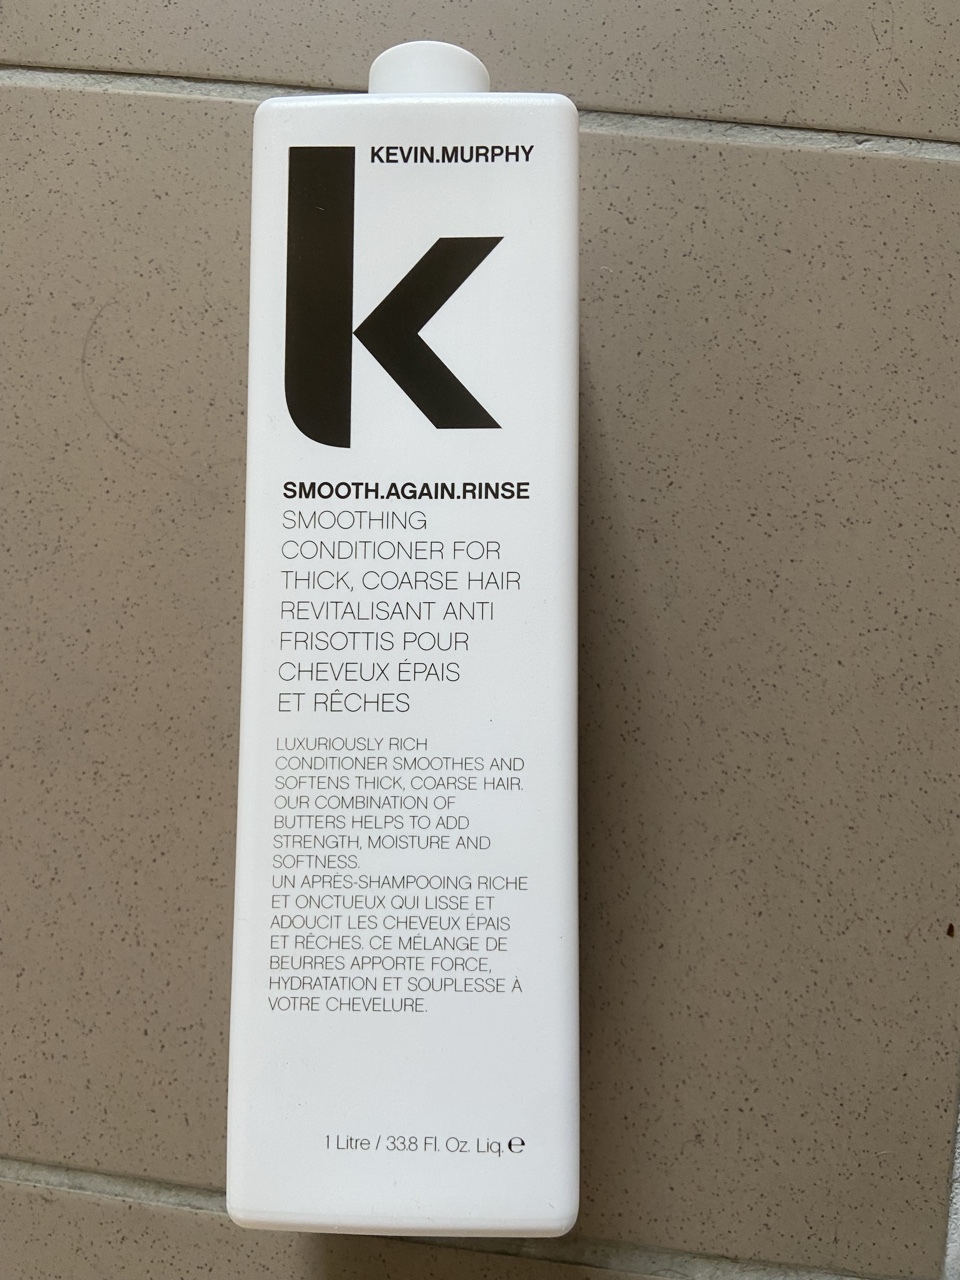 KEVIN.MURPHY
k
SMOOTH.AGAIN.RINSE
SMOOTHING
CONDITIONER FOR
THICK, COARSE HAIR
REVITALISANT ANTI
FRISOTTIS POUR
CHEVEUX ÉPAIS
ET RÊCHES
LUXURIOUSLY RICH
CONDITIONER SMOOTHES AND
SOFTENS THICK, COARSE HAIR.
OUR COMBINATION OF
BUTTERS HELPS TO ADD
STRENGTH, MOISTURE AND
SOFTNESS.
UN APRÈS-SHAMPOOING RICHE
ET ONCTUEUX QUI LISSE ET
ADOUCIT LES CHEVEUX ÉPAIS
ET RÊCHES. CE MÉLANGE DE
BEURRES APPORTE FORCE,
HYDRATATION ET SOUPLESSE À
VOTRE CHEVELURE.
1 Litre / 33.8 Fl. Oz. Liq. ℮